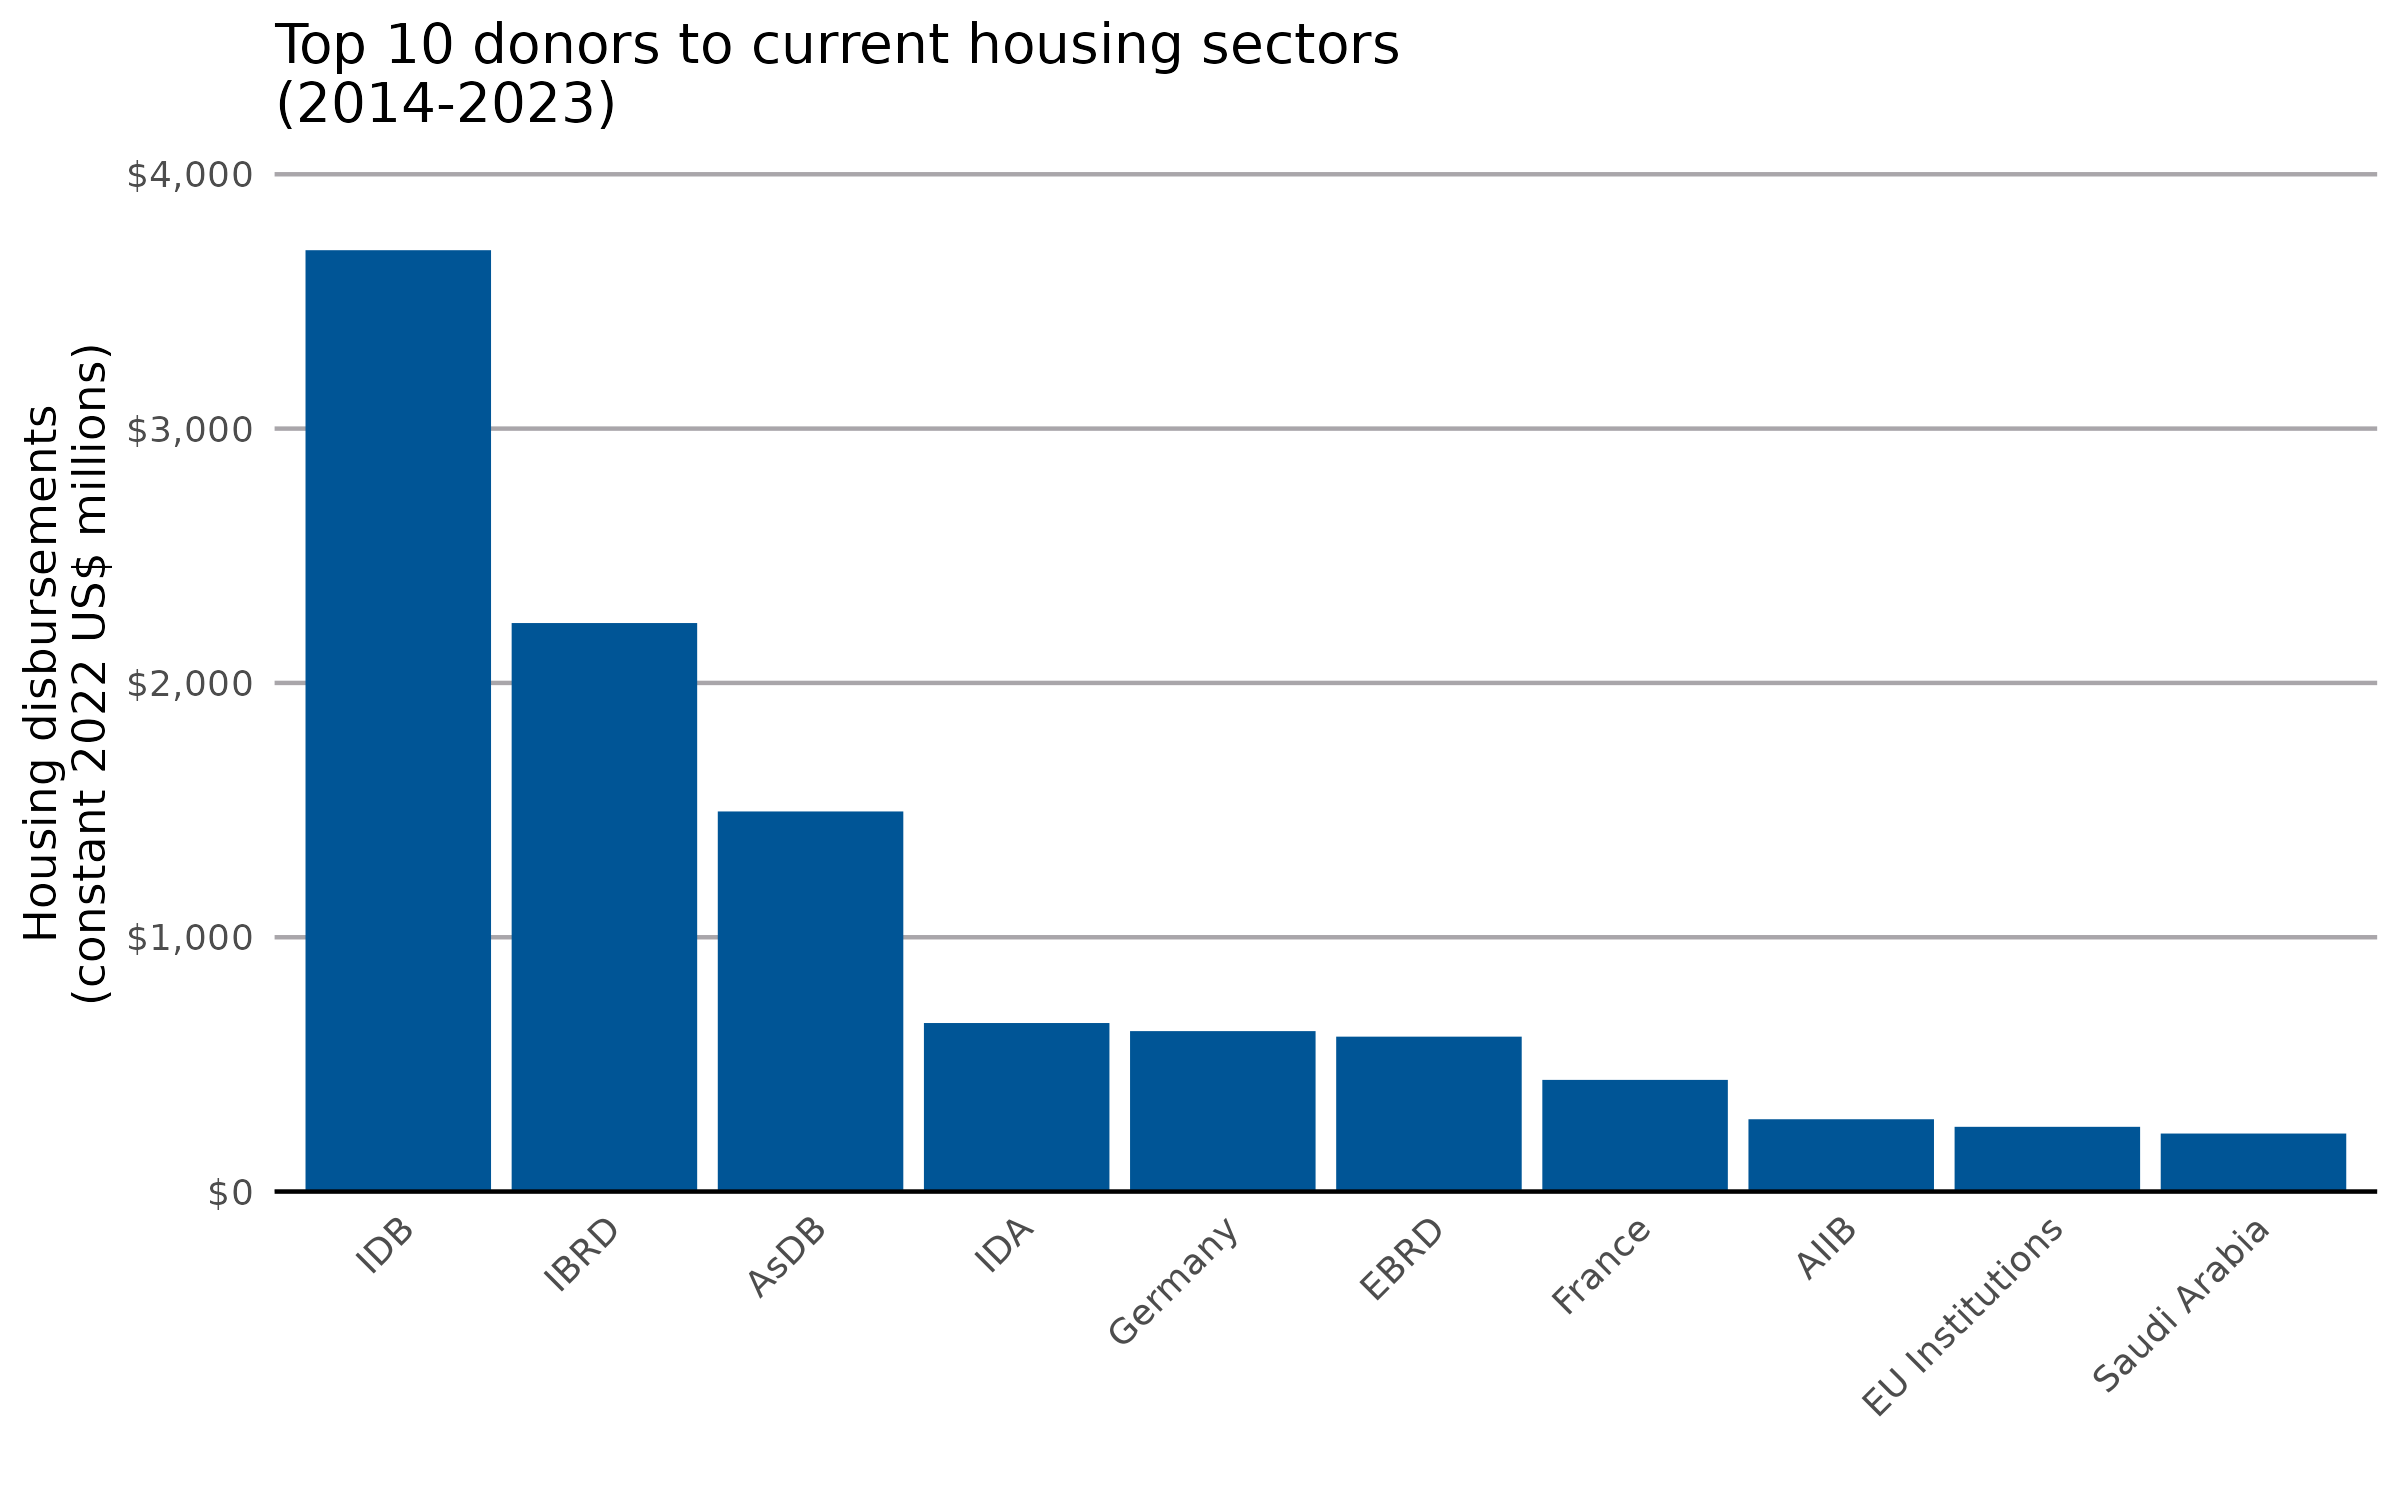 Top 10 donors to current housing sectors
(2014-2023)
Housing disbursements
(constant 2022 US$ millions)
$4,000
$3,000
$2,000
$1,000
$0
IDB
IBRD
AsDB
IDA
Germany
EBRD
France
AIIB
EU Institutions
Saudi Arabia